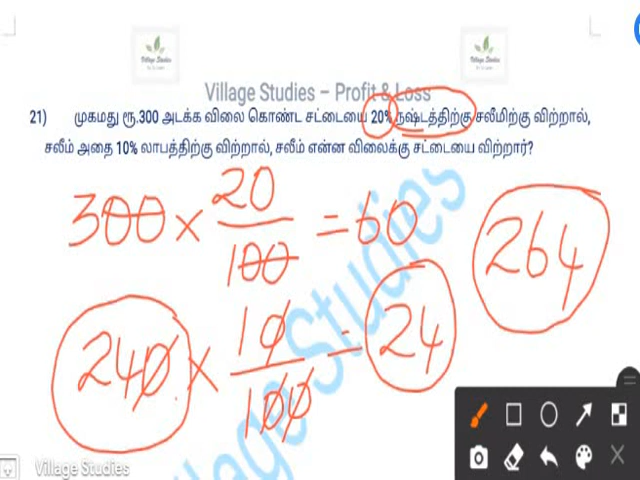 Village Studies
Village Studies
Village Studies – Profit & Loss
21) முகமது ரூ.300 அடக்க விலை கொண்ட சட்டையை 20% நஷ்டத்திற்கு சலீமிற்கு விற்றால்,
சலீம் அதை 10% லாபத்திற்கு விற்றால், சலீம் என்ன விலைக்கு சட்டையை விற்றார்?
300 × 20/100 = 60
264
240 × 10/100 = 24
Village Studies
Village Studies